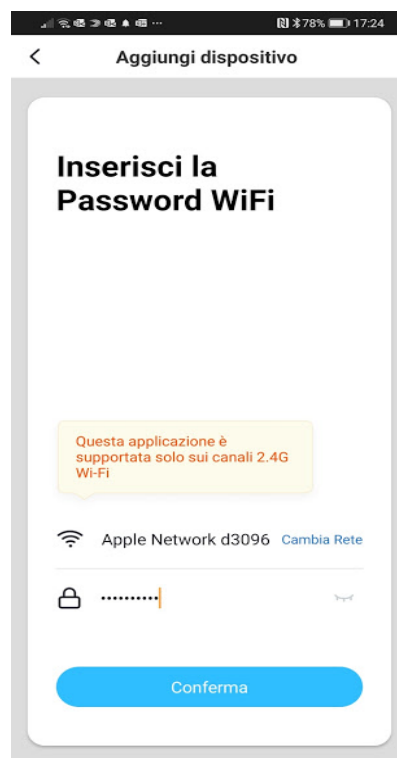 78% 17:24
Aggiungi dispositivo
Inserisci la
Password WiFi
Questa applicazione è
supportata solo sui canali 2.4G
Wi-Fi
Apple Network d3096 Cambia Rete
••••••••••
Conferma